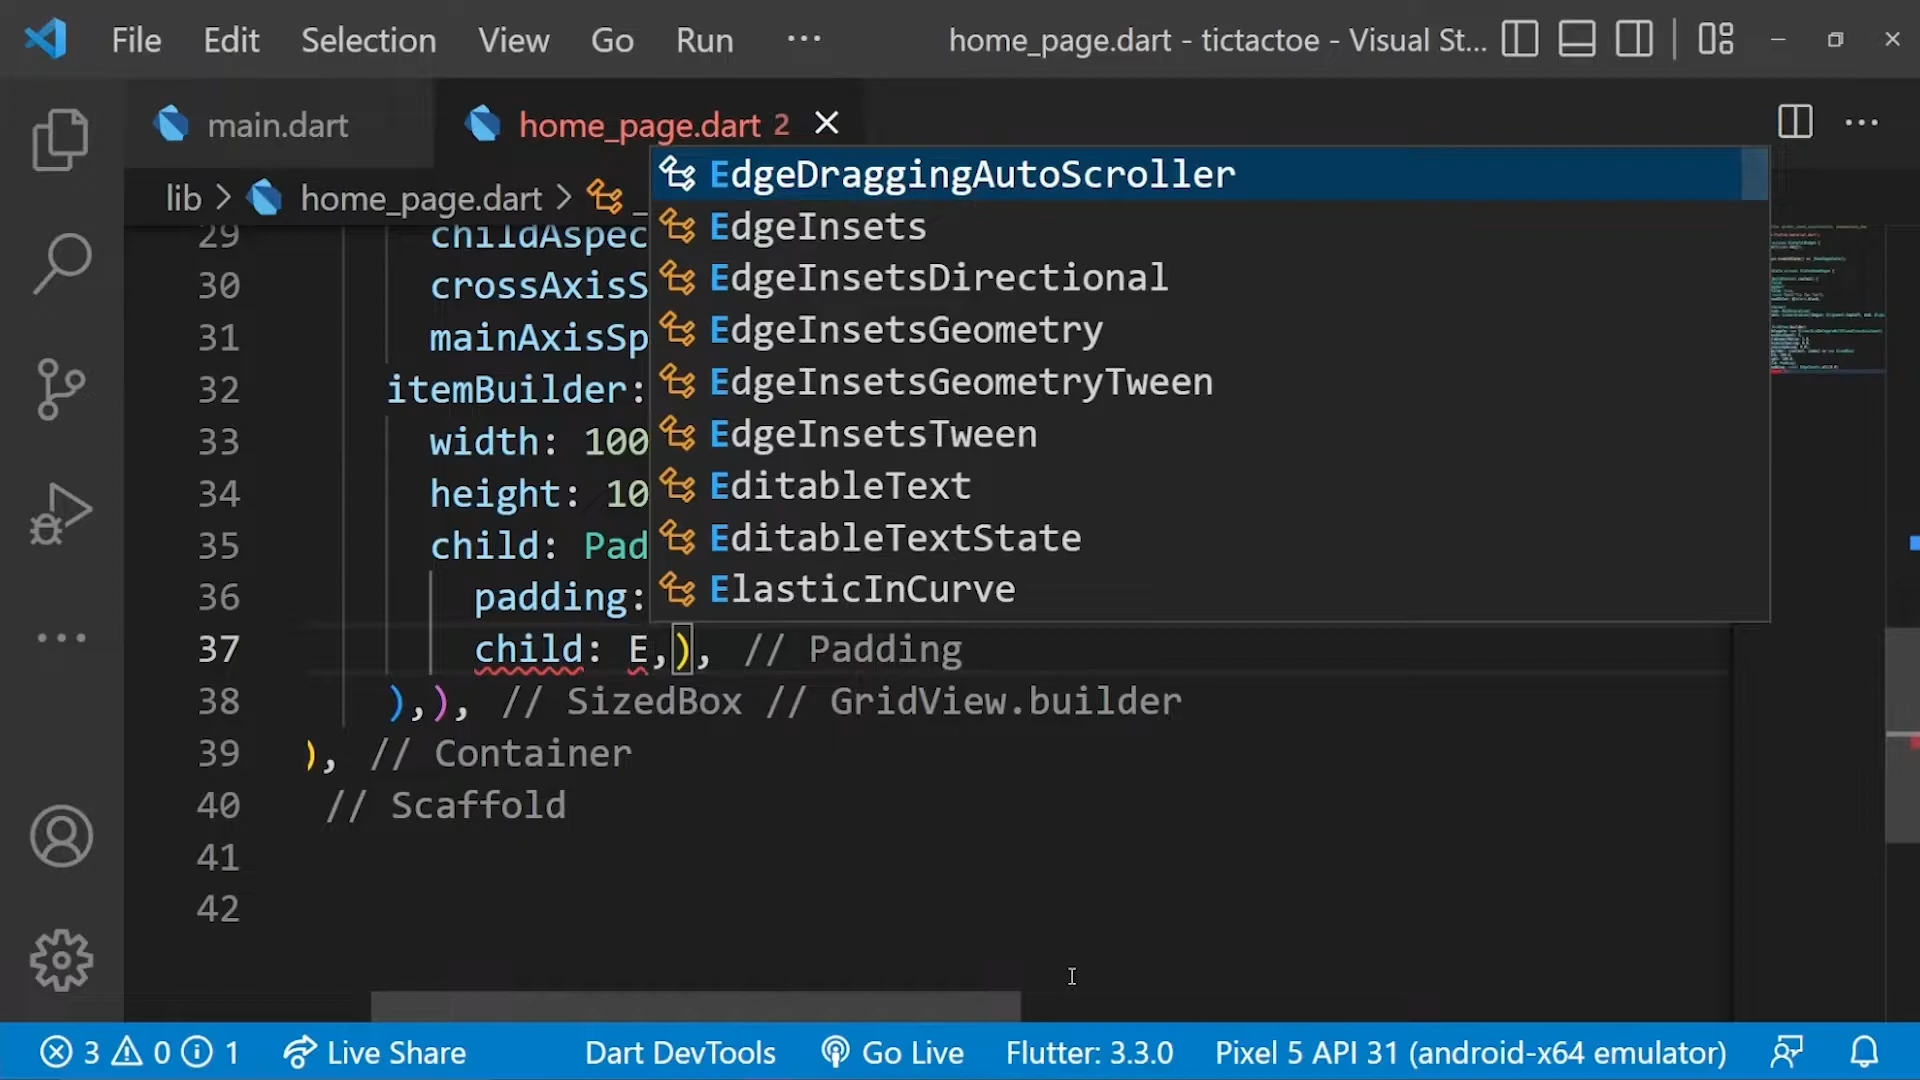 File Edit Selection View Go Run ··· home_page.dart - tictactoe - Visual St...
main.dart home_page.dart 2
lib > home_page.dart >
EdgeDraggingAutoScroller
EdgeInsets
EdgeInsetsDirectional
EdgeInsetsGeometry
EdgeInsetsGeometryTween
EdgeInsetsTween
EditableText
EditableTextState
ElasticInCurve
29 childAspec
30 crossAxisS
31 mainAxisSp
32 itemBuilder:
33 width: 100
34 height: 10
35 child: Pad
36 padding:
37 child: E,), // Padding
38 ),), // SizedBox // GridView.builder
39 ), // Container
40 // Scaffold
41
42
3 0 1 Live Share Dart DevTools Go Live Flutter: 3.3.0 Pixel 5 API 31 (android-x64 emulator)